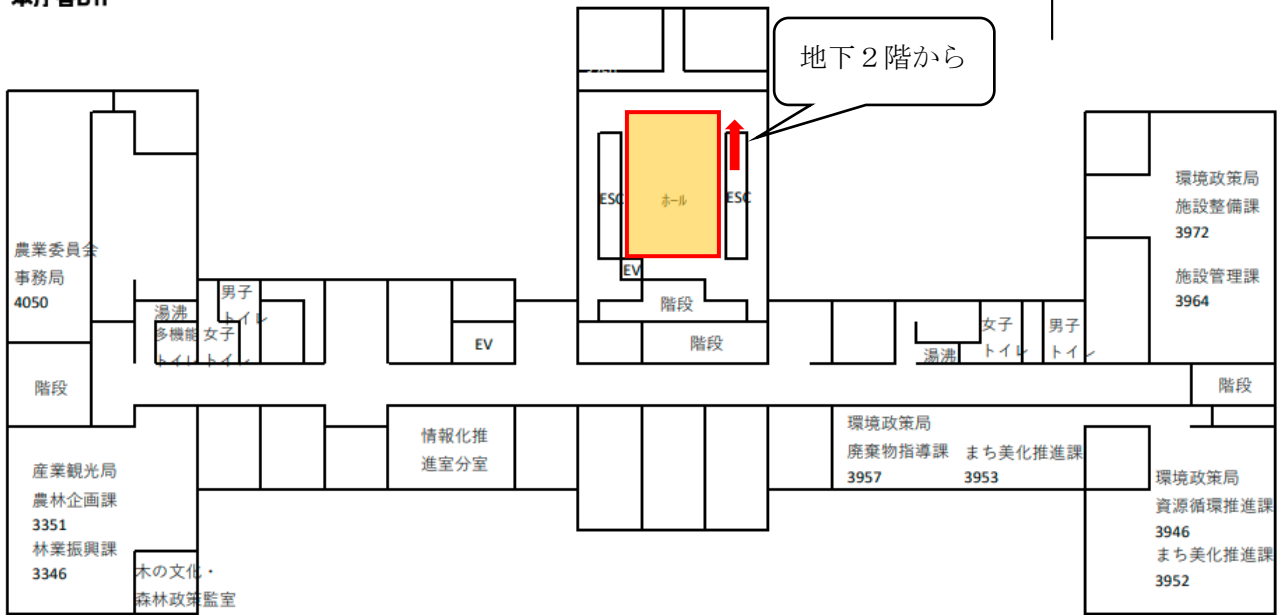 地下２階から
ESC
ホール
ESC
EV
階段
階段
農業委員会
事務局
4050
湯沸
男子
トイレ
多機能
トイレ
女子
トイレ
EV
階段
女子
トイレ
男子
トイレ
湯沸
環境政策局
施設整備課
3972
施設管理課
3964
階段
産業観光局
農林企画課
3351
林業振興課
3346
木の文化・
森林政策監室
情報化推
進室分室
環境政策局
廃棄物指導課
3957
まち美化推進課
3953
環境政策局
資源循環推進課
3946
まち美化推進課
3952